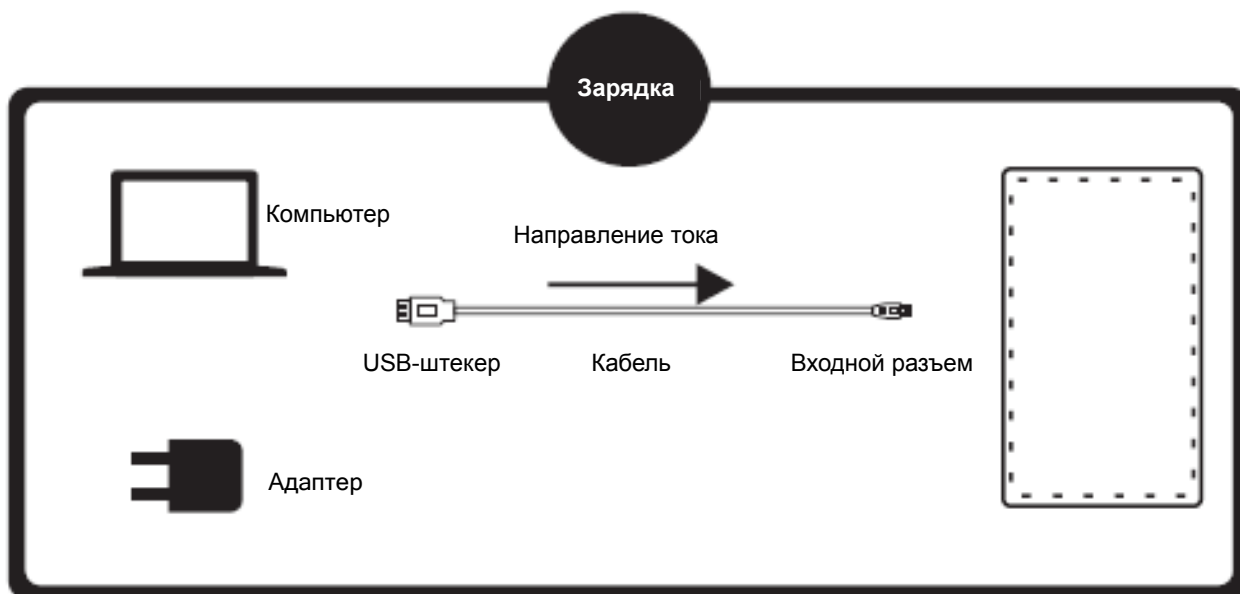 Зарядка
Компьютер
Направление тока
USB-штекер
Кабель
Входной разъем
Адаптер